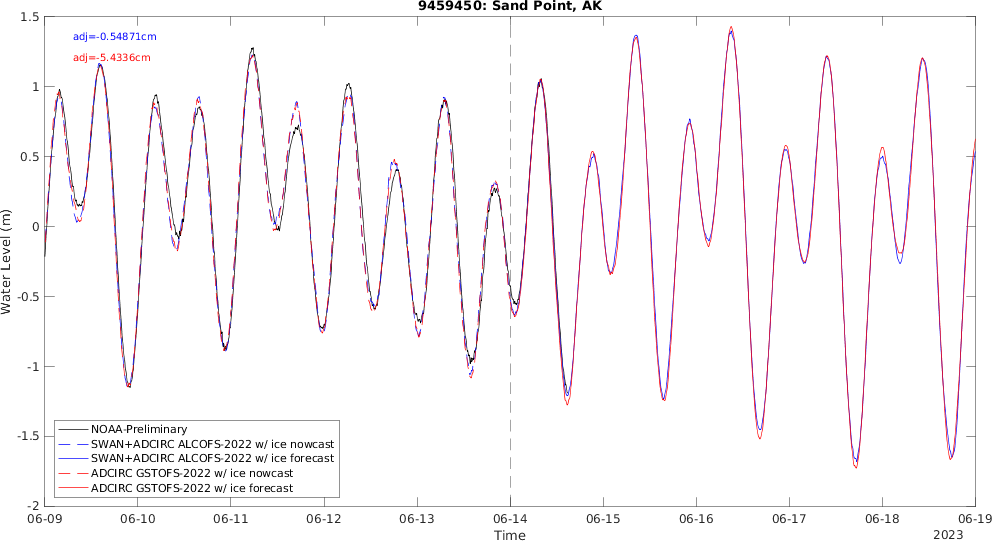 9459450: Sand Point, AK
adj=-0.54871cm
adj=-5.4336cm
Water Level (m)
1.5
1
0.5
0
-0.5
-1
-1.5
-2
NOAA-Preliminary
SWAN+ADCIRC ALCOFS-2022 w/ ice nowcast
SWAN+ADCIRC ALCOFS-2022 w/ ice forecast
ADCIRC GSTOFS-2022 w/ ice nowcast
ADCIRC GSTOFS-2022 w/ ice forecast
06-09 06-10 06-11 06-12 06-13 06-14 06-15 06-16 06-17 06-18 06-19
Time
2023